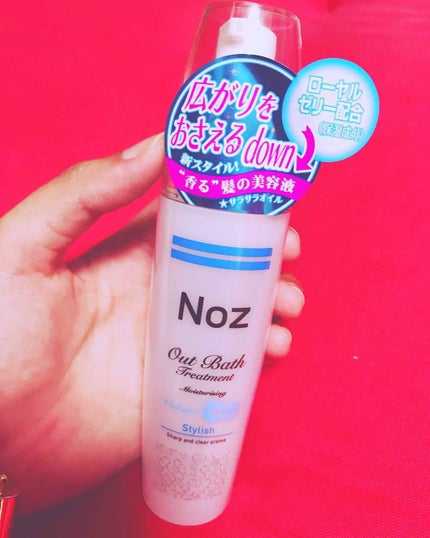 広がりを
おさえる
down
新スタイル!
"香る"髪の美容液
★サラサラオイル
ローヤル
ゼリー配合
(保湿成分)
Noz
Out Bath
Treatment
Moisturising
Stylish
Sharp and clear aroma